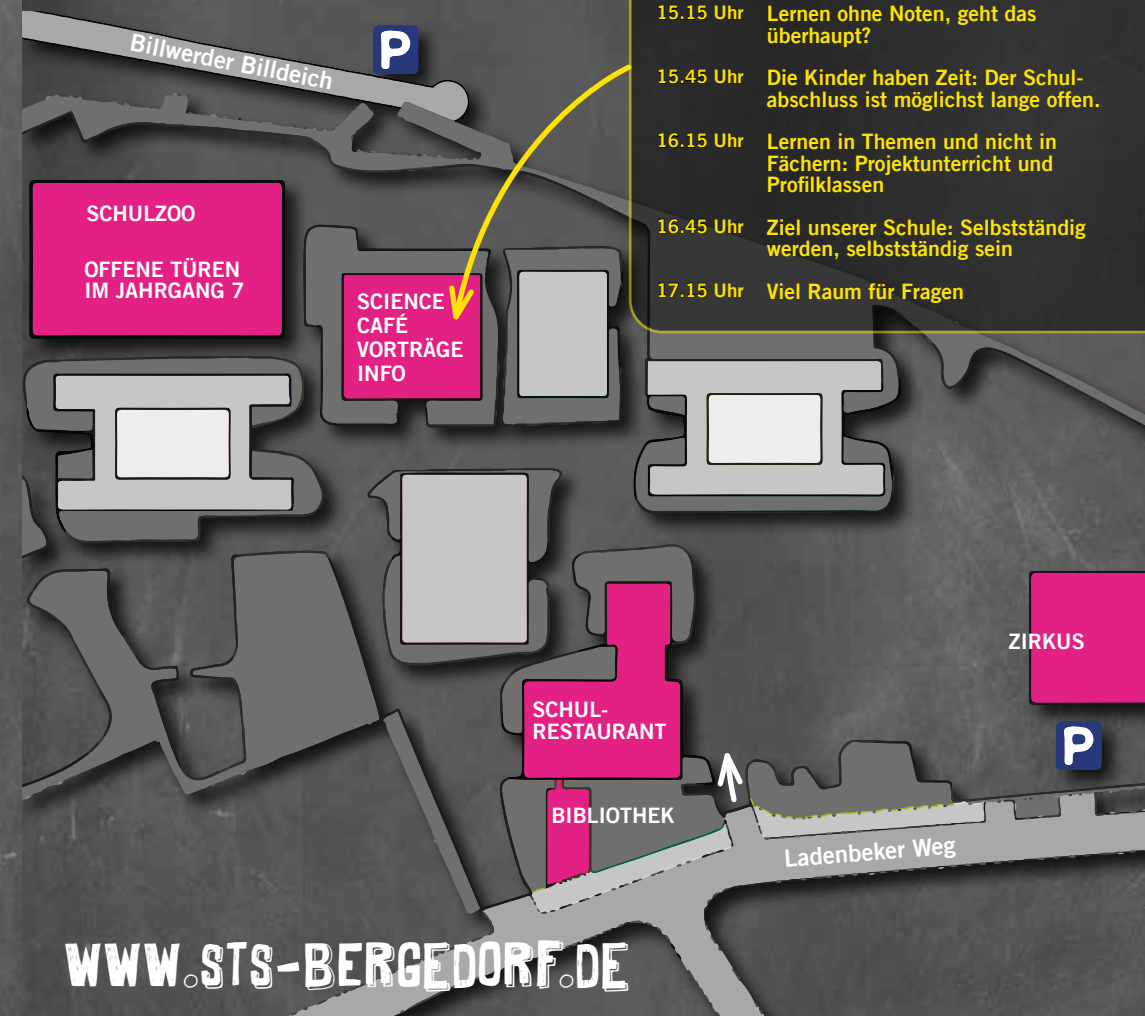 15.15 Uhr Lernen ohne Noten, geht das
überhaupt?
15.45 Uhr Die Kinder haben Zeit: Der Schul-
abschluss ist möglichst lange offen.
16.15 Uhr Lernen in Themen und nicht in
Fächern: Projektunterricht und
Profilklassen
16.45 Uhr Ziel unserer Schule: Selbstständig
werden, selbstständig sein
17.15 Uhr Viel Raum für Fragen
P
Billwerder Billdeich
SCHULZOO
OFFENE TÜREN
IM JAHRGANG 7
SCIENCE
CAFÉ
VORTRÄGE
INFO
ZIRKUS
SCHUL-
RESTAURANT
P
BIBLIOTHEK
Ladenbeker Weg
WWW.STS-BERGEDORF.DE